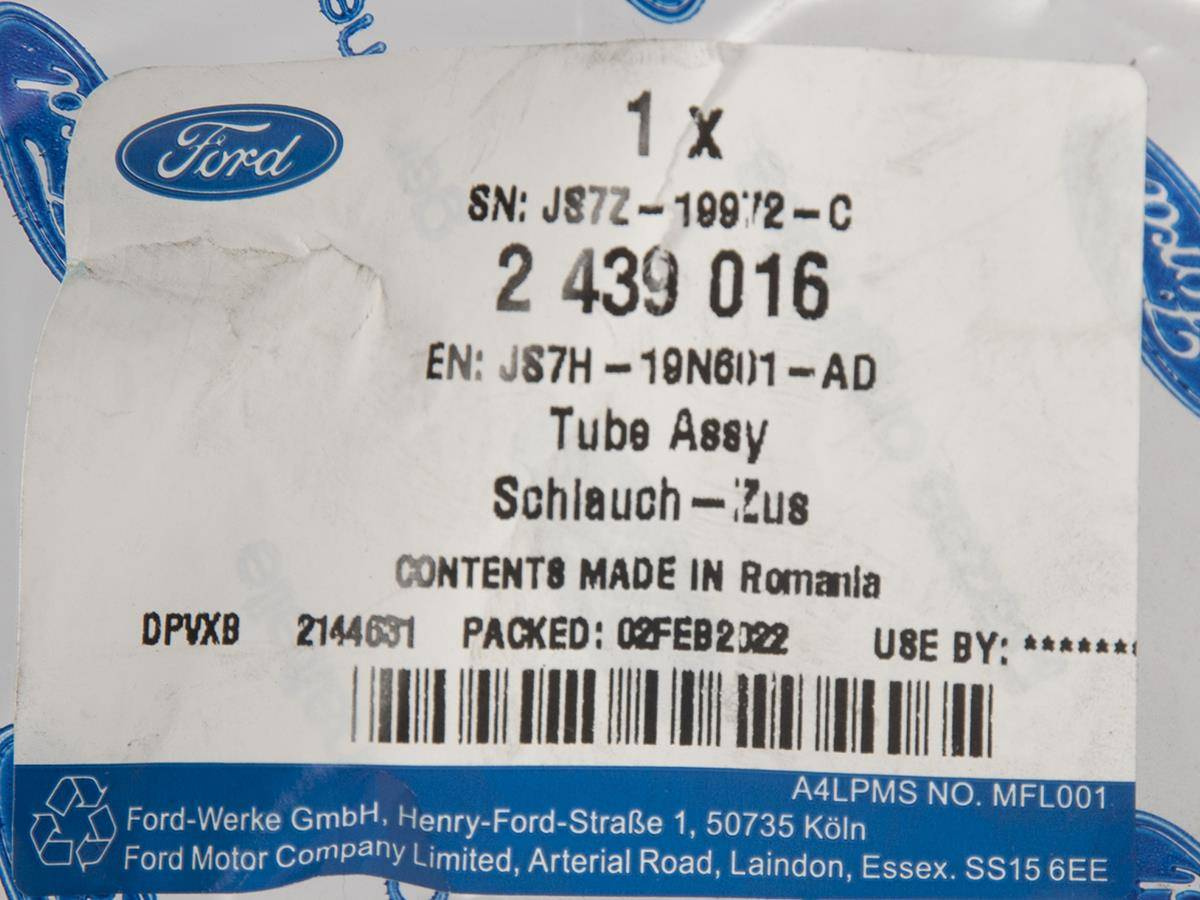 Ford
1 x
SN: JS7Z-19972-C
2 439 016
EN: JS7H-19N601-AD
Tube Assy
Schlauch-Zus
CONTENTS MADE IN Romania
DPVXB 2144631 PACKED: 02FEB2022 USE BY: *******
A4LPMS NO. MFL001
Ford-Werke GmbH, Henry-Ford-Straße 1, 50735 Köln
Ford Motor Company Limited, Arterial Road, Laindon, Essex. SS15 6EE